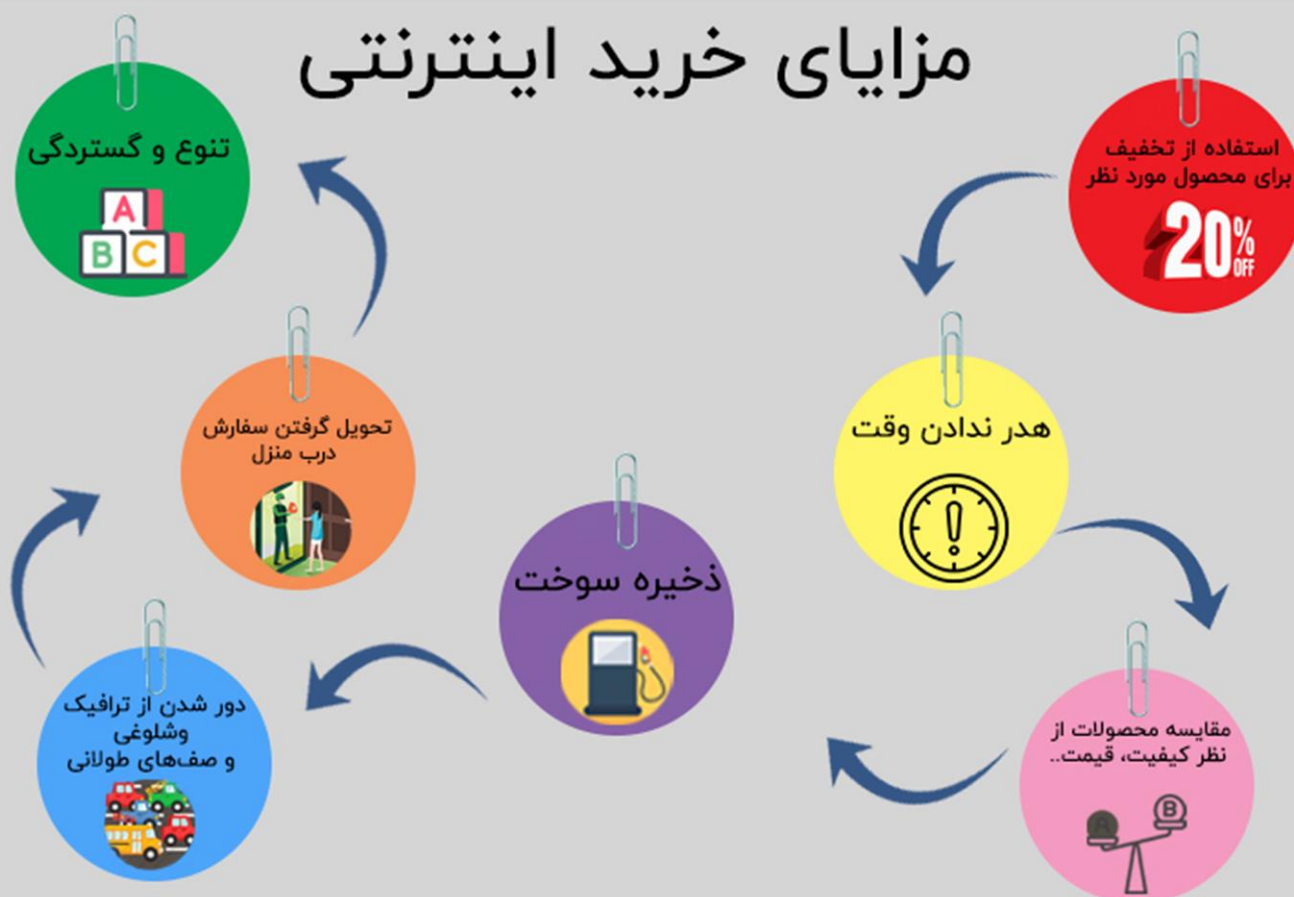 مزایای خرید اینترنتی
استفاده از تخفیف
برای محصول مورد نظر
20%
OFF
هدر ندادن وقت
مقایسه محصولات از
نظر کیفیت، قیمت..
A
B
ذخیره سوخت
دور شدن از ترافیک
وشلوغی
و صف‌های طولانی
تحویل گرفتن سفارش
درب منزل
تنوع و گستردگی
A
B C